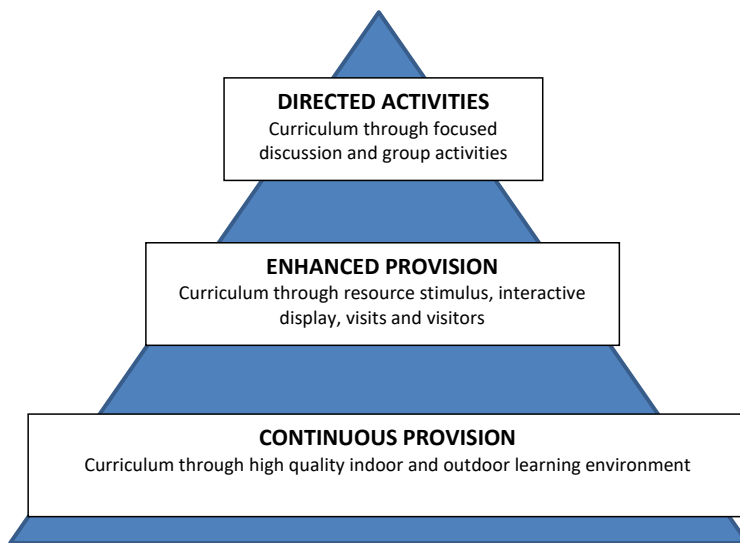 DIRECTED ACTIVITIES
Curriculum through focused
discussion and group activities
ENHANCED PROVISION
Curriculum through resource stimulus, interactive
display, visits and visitors
CONTINUOUS PROVISION
Curriculum through high quality indoor and outdoor learning environment